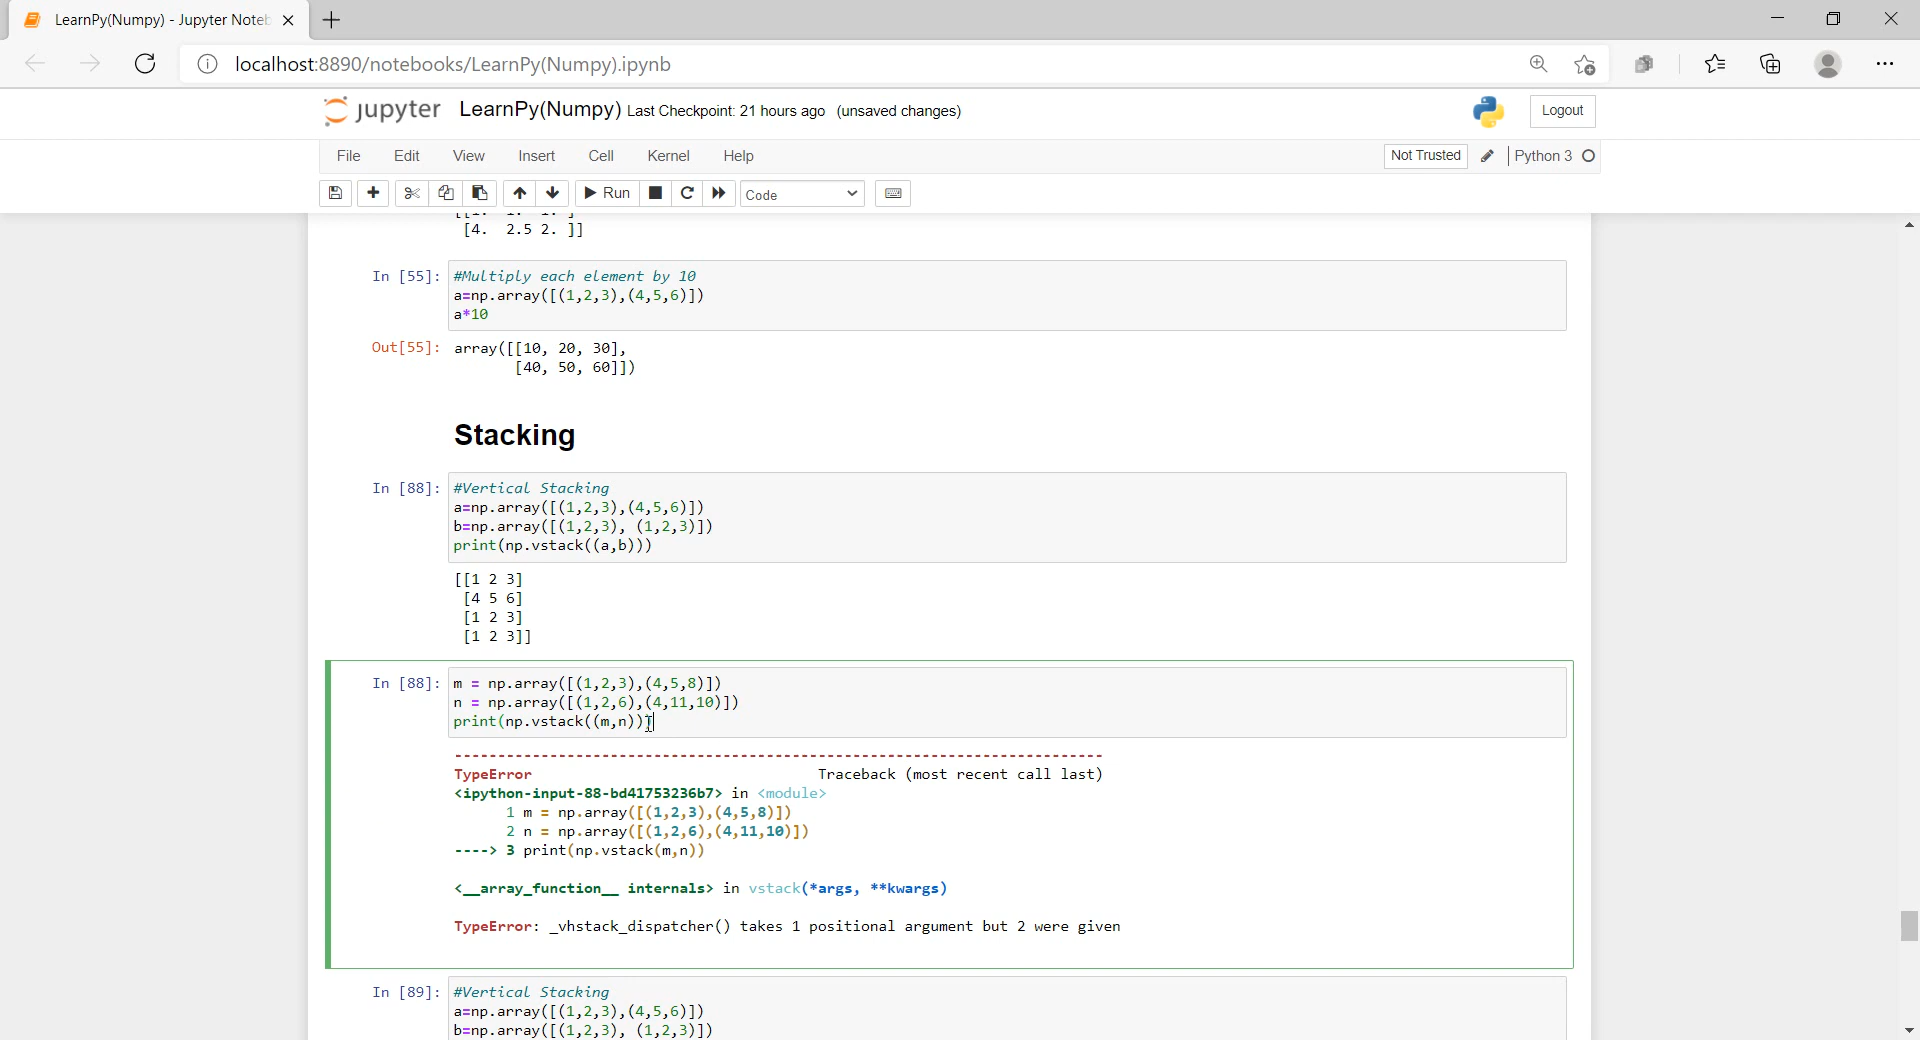 LearnPy(Numpy) - Jupyter Noteb
localhost:8890/notebooks/LearnPy(Numpy).ipynb
jupyter LearnPy(Numpy) Last Checkpoint: 21 hours ago (unsaved changes)
Logout
File Edit View Insert Cell Kernel Help
Not Trusted Python 3
Run Code
[4. 2.5 2. ]]
In [55]: #Multiply each element by 10
a=np.array([(1,2,3),(4,5,6)])
a*10
Out[55]: array([[10, 20, 30],
[40, 50, 60]])
Stacking
In [88]: #Vertical Stacking
a=np.array([(1,2,3),(4,5,6)])
b=np.array([(1,2,3), (1,2,3)])
print(np.vstack((a,b)))
[[1 2 3]
[4 5 6]
[1 2 3]
[1 2 3]]
In [88]: m = np.array([(1,2,3),(4,5,8)])
n = np.array([(1,2,6),(4,11,10)])
print(np.vstack((m,n)))
---------------------------------------------------------------------------
TypeError Traceback (most recent call last)
<ipython-input-88-bd41753236b7> in <module>
1 m = np.array([(1,2,3),(4,5,8)])
2 n = np.array([(1,2,6),(4,11,10)])
----> 3 print(np.vstack(m,n))
<__array_function__ internals> in vstack(*args, **kwargs)
TypeError: _vhstack_dispatcher() takes 1 positional argument but 2 were given
In [89]: #Vertical Stacking
a=np.array([(1,2,3),(4,5,6)])
b=np.array([(1,2,3), (1,2,3)])